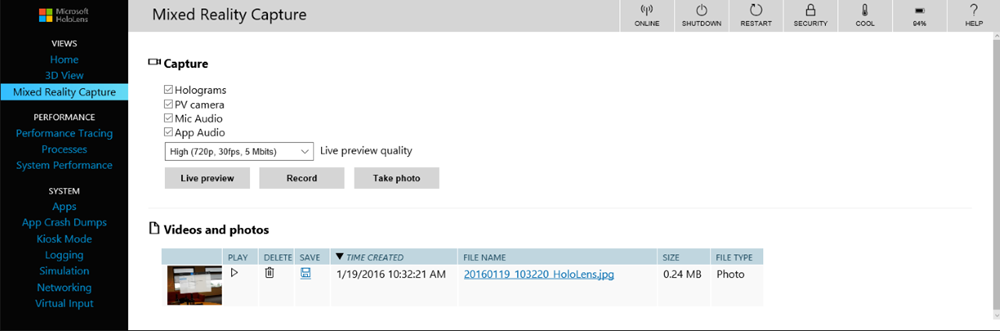 Microsoft
HoloLens
Mixed Reality Capture
ONLINE
SHUTDOWN
RESTART
SECURITY
COOL
94%
HELP
VIEWS
Home
3D View
Mixed Reality Capture
PERFORMANCE
Performance Tracing
Processes
System Performance
SYSTEM
Apps
App Crash Dumps
Kiosk Mode
Logging
Simulation
Networking
Virtual Input
Capture
Holograms
PV camera
Mic Audio
App Audio
High (720p, 30fps, 5 Mbits) Live preview quality
Live preview Record Take photo
Videos and photos
PLAY DELETE SAVE TIME CREATED FILE NAME SIZE FILE TYPE
1/19/2016 10:32:21 AM 20160119_103220_HoloLens.jpg 0.24 MB Photo